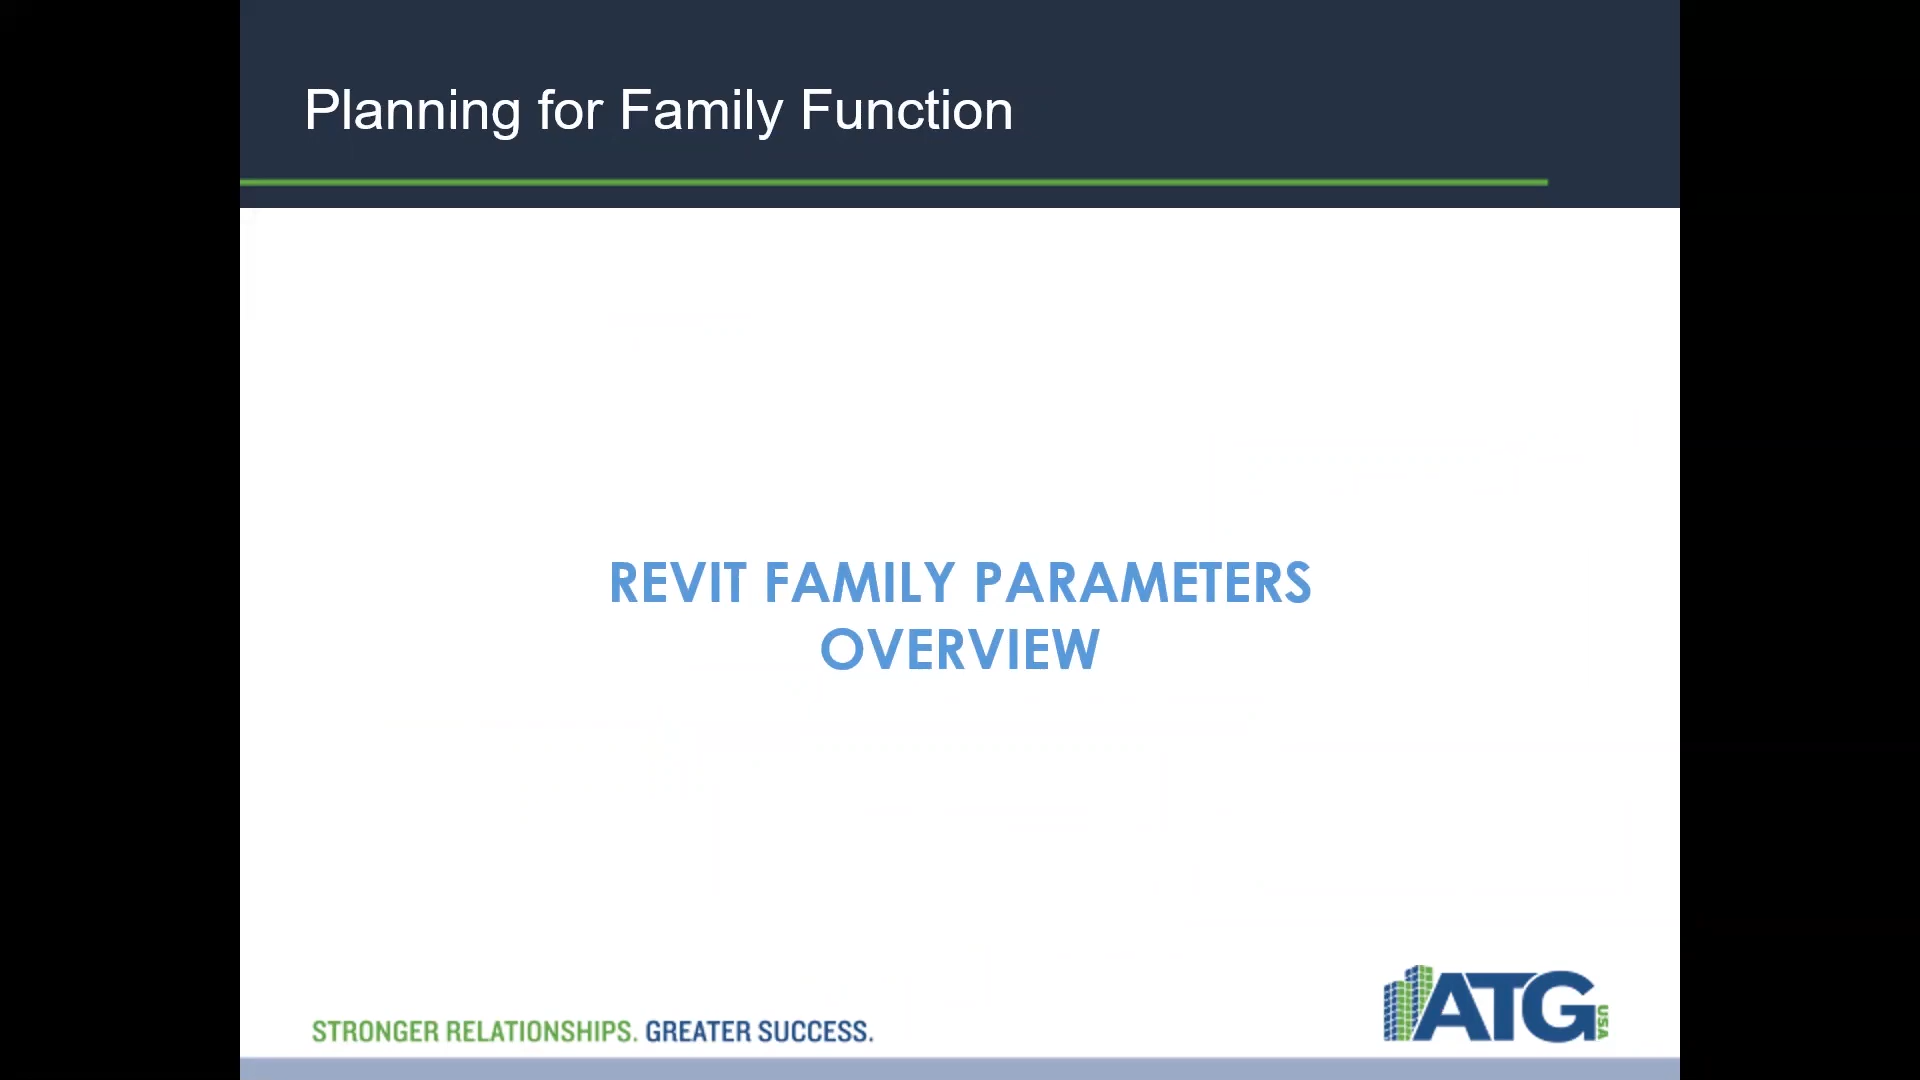 Planning for Family Function
REVIT FAMILY PARAMETERS
OVERVIEW
STRONGER RELATIONSHIPS. GREATER SUCCESS.
ATG USA